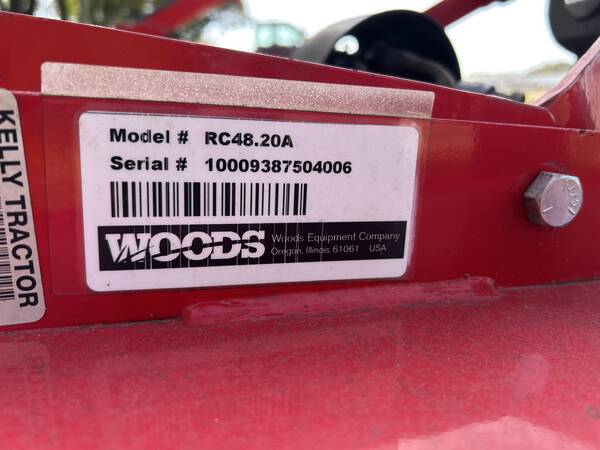 Model # RC48.20A
Serial # 10009387504006
WOODS
Woods Equipment Company
Oregon, Illinois 61061 USA
KELLY TRACTOR